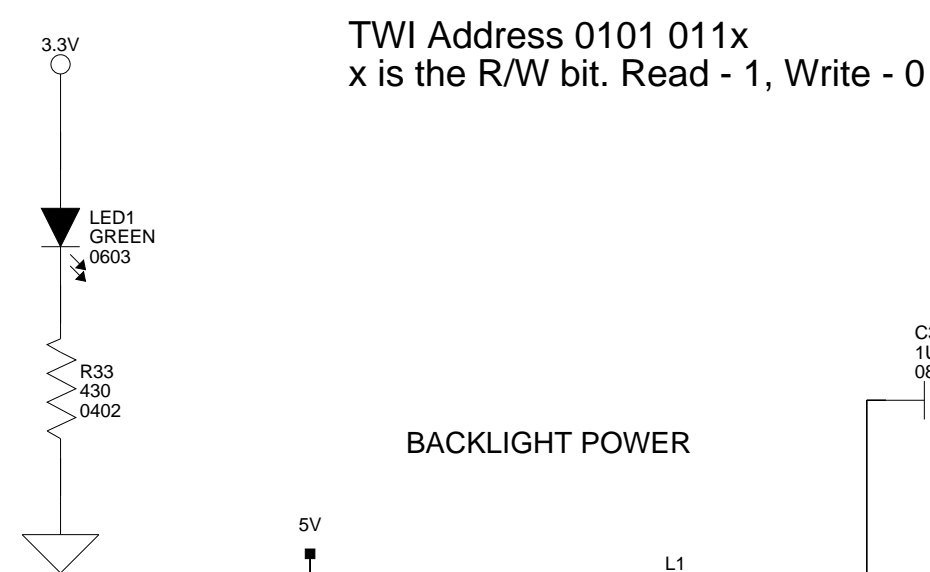 3.3V
TWI Address 0101 011x
x is the R/W bit. Read - 1, Write - 0
LED1
GREEN
0603
R33
430
0402
BACKLIGHT POWER
5V
L1